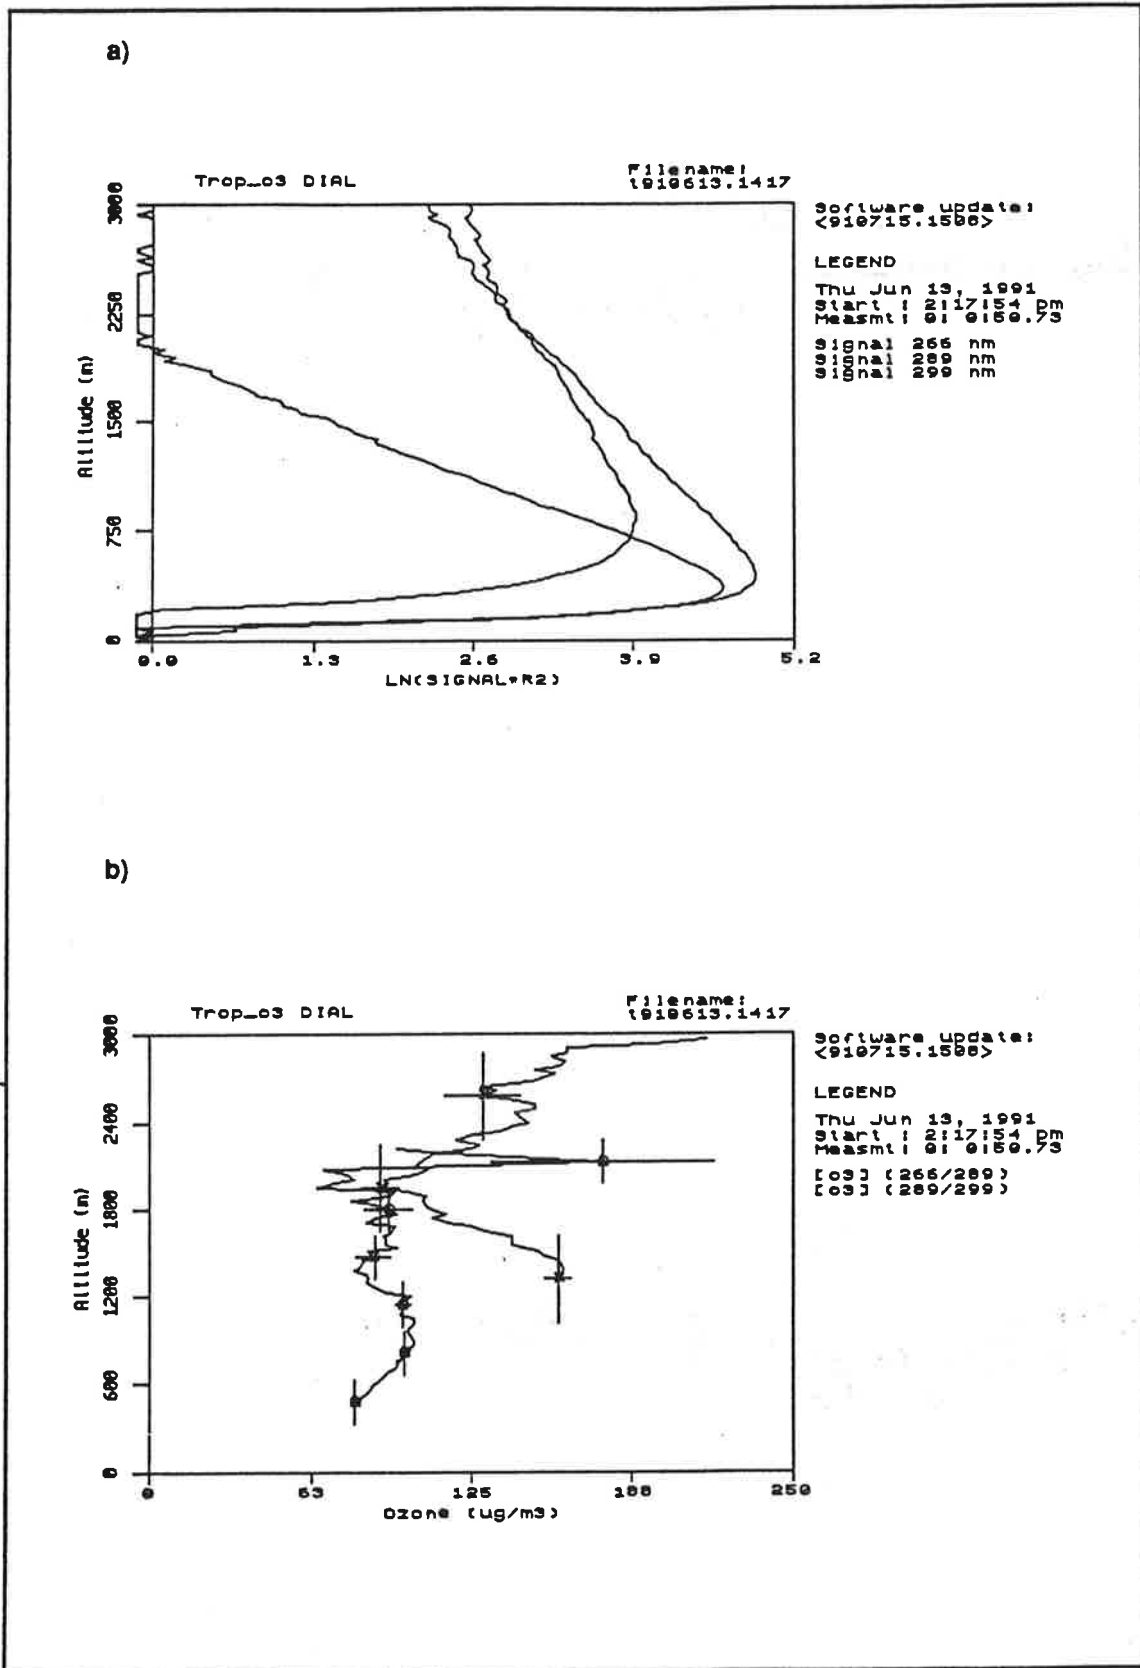 a)
Trop_o3 DIAL
Filename:
t910613.1417
3000
2250
1500
750
0
Altitude (m)
0.0
1.3
2.6
3.9
5.2
LN(SIGNAL*R2)
Software update:
<910715.1506>
LEGEND
Thu Jun 13, 1991
Start : 2:17:54 pm
Measmt: 0: 0:50.73
Signal 266 nm
Signal 289 nm
Signal 299 nm
b)
Trop_o3 DIAL
Filename:
t910613.1417
3000
2400
1800
1200
600
0
Altitude (m)
0
63
125
188
250
Ozone (ug/m3)
Software update:
<910715.1506>
LEGEND
Thu Jun 13, 1991
Start : 2:17:54 pm
Measmt: 0: 0:50.73
[o3] (266/289)
[o3] (289/299)